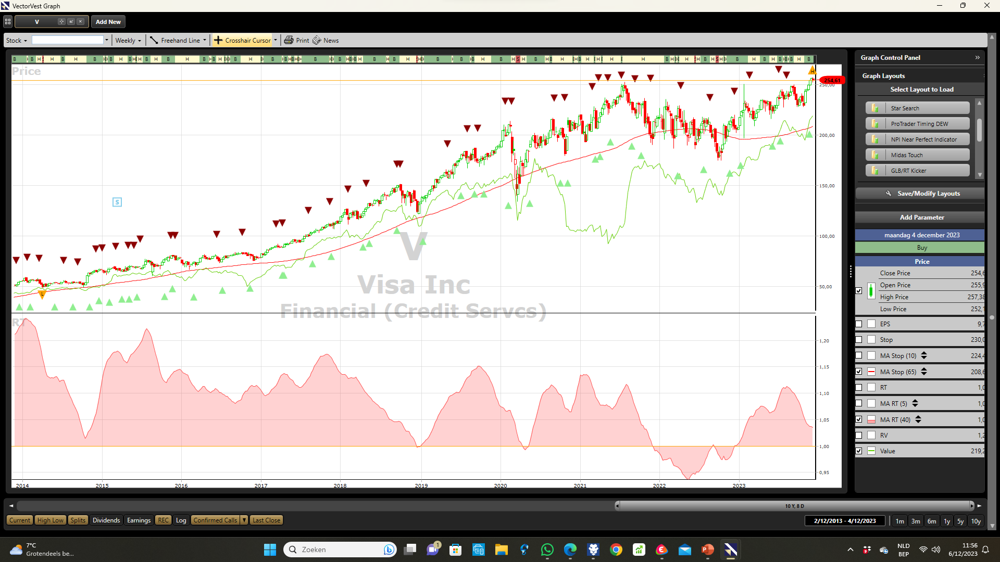 VectorVest Graph
V
Add New
Stock
Weekly
Freehand Line
Crosshair Cursor
Print
News
Price
254,61
250,00
200,00
150,00
100,00
50,00
S
L
H
V
Visa Inc
Financial (Credit Servcs)
RT
1,20
1,15
1,10
1,05
1,00
0,95
2014 2015 2016 2017 2018 2019 2020 2021 2022 2023
Graph Control Panel
Graph Layouts
Select Layout to Load
Star Search
ProTrader Timing DEW
NPI Near Perfect Indicator
Midas Touch
GLB/RT Kicker
Save/Modify Layouts
Add Parameter
maandag 4 december 2023
Buy
Price
Close Price 254,6
Open Price 255,9
High Price 257,38
Low Price 252,1
EPS 9,7
Stop 230,0
MA Stop (10) 224,4
MA Stop (65) 208,6
RT 1,0
MA RT (5) 1,0
MA RT (40) 1,0
RV 1,2
Value 219,2
10 Y, 8 D
Current High Low Splits Dividends Earnings REC Log Confirmed Calls Last Close
2/12/2013 - 4/12/2023
1m 3m 6m 1y 5y 10y
7°C
Grotendeels be...
Zoeken
1
NLD
BEP
11:56
6/12/2023